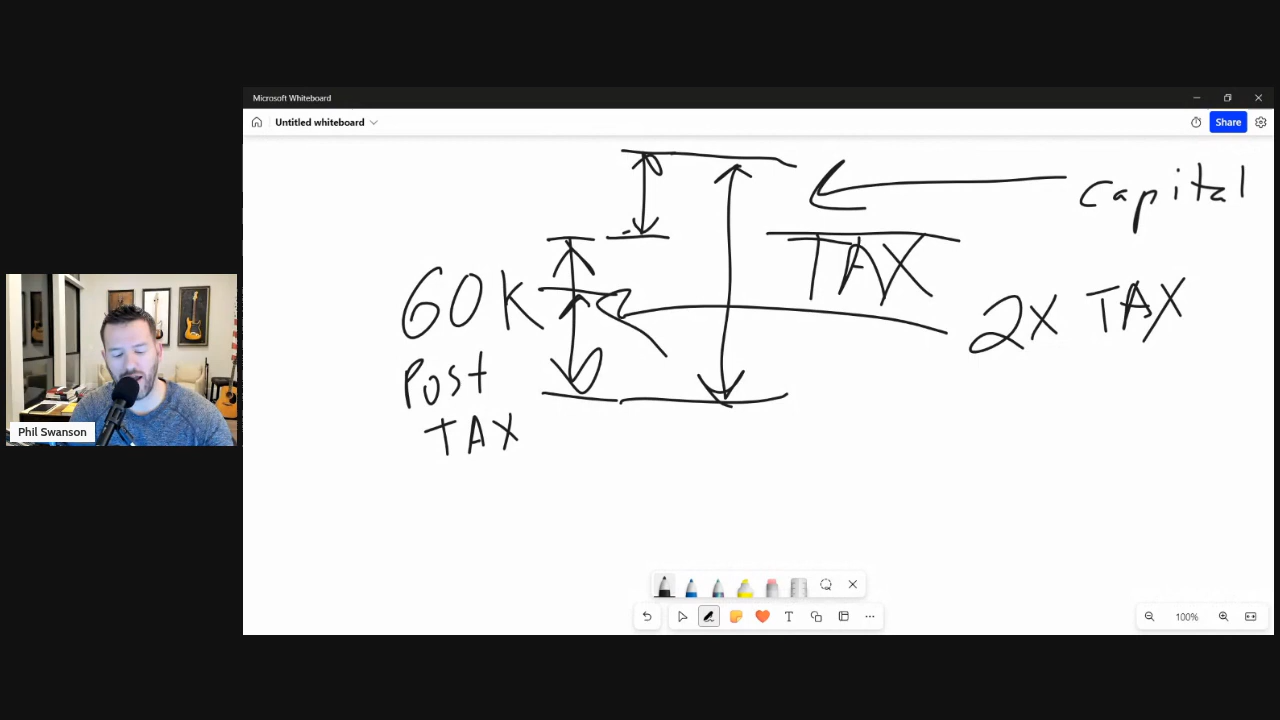 Microsoft Whiteboard
Untitled whiteboard
Share
Capital
TAX
60K
2X TAX
Post
TAX
Phil Swanson
T
100%